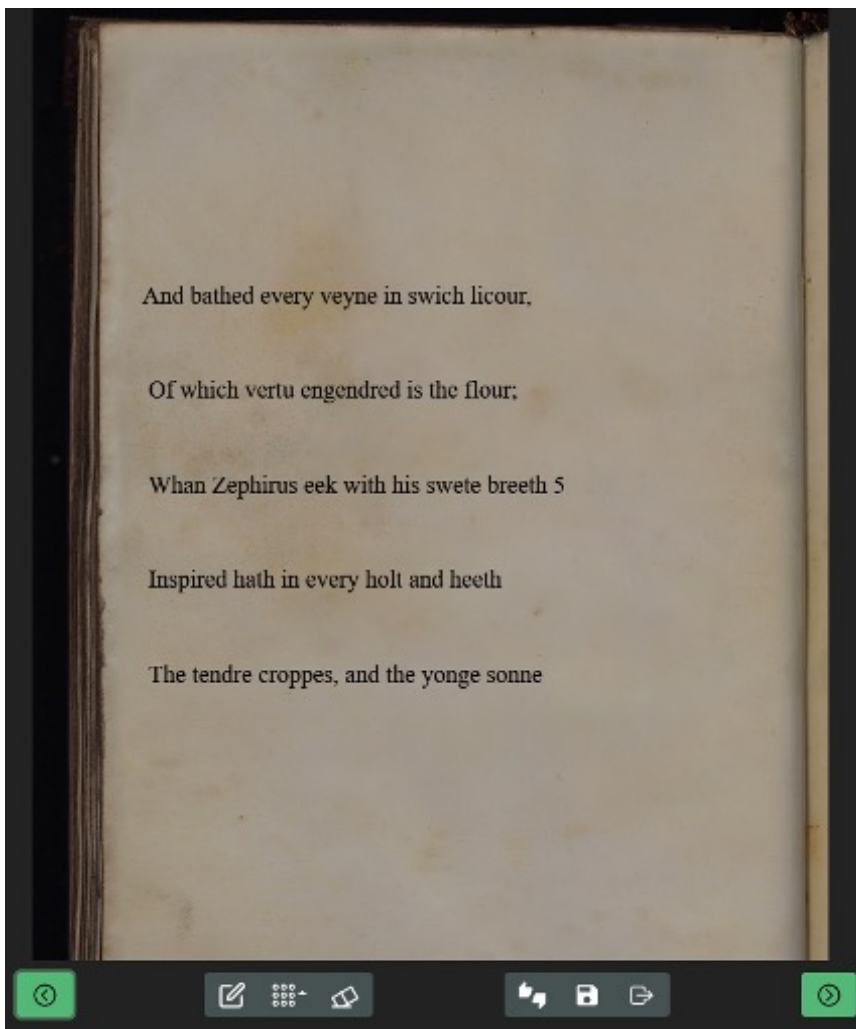 And bathed every veyne in swich licour,
Of which vertu engendred is the flour;
Whan Zephirus eek with his swete breeth 5
Inspired hath in every holt and heeth
The tendre croppes, and the yonge sonne